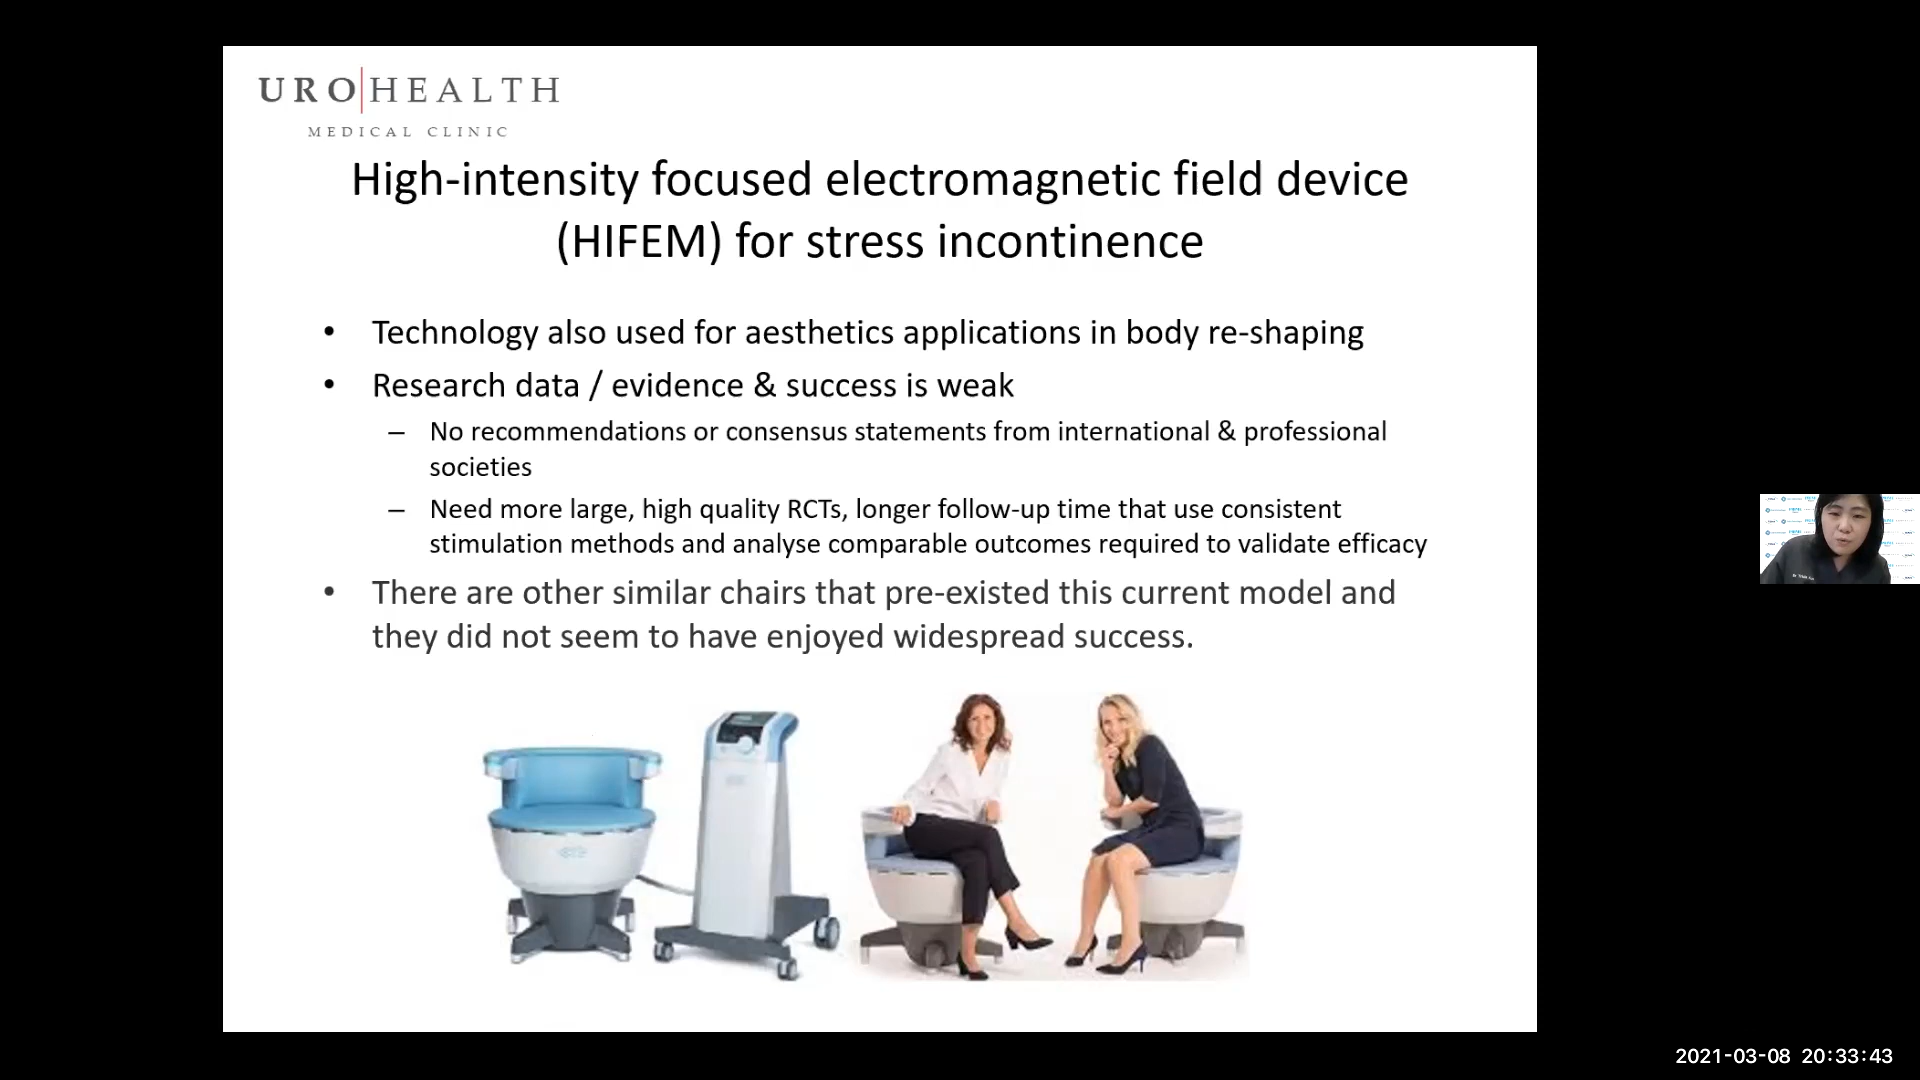 URO|HEALTH
MEDICAL CLINIC
High-intensity focused electromagnetic field device
(HIFEM) for stress incontinence
• Technology also used for aesthetics applications in body re-shaping
• Research data / evidence & success is weak
– No recommendations or consensus statements from international & professional
societies
– Need more large, high quality RCTs, longer follow-up time that use consistent
stimulation methods and analyse comparable outcomes required to validate efficacy
• There are other similar chairs that pre-existed this current model and
they did not seem to have enjoyed widespread success.
2021-03-08 20:33:43